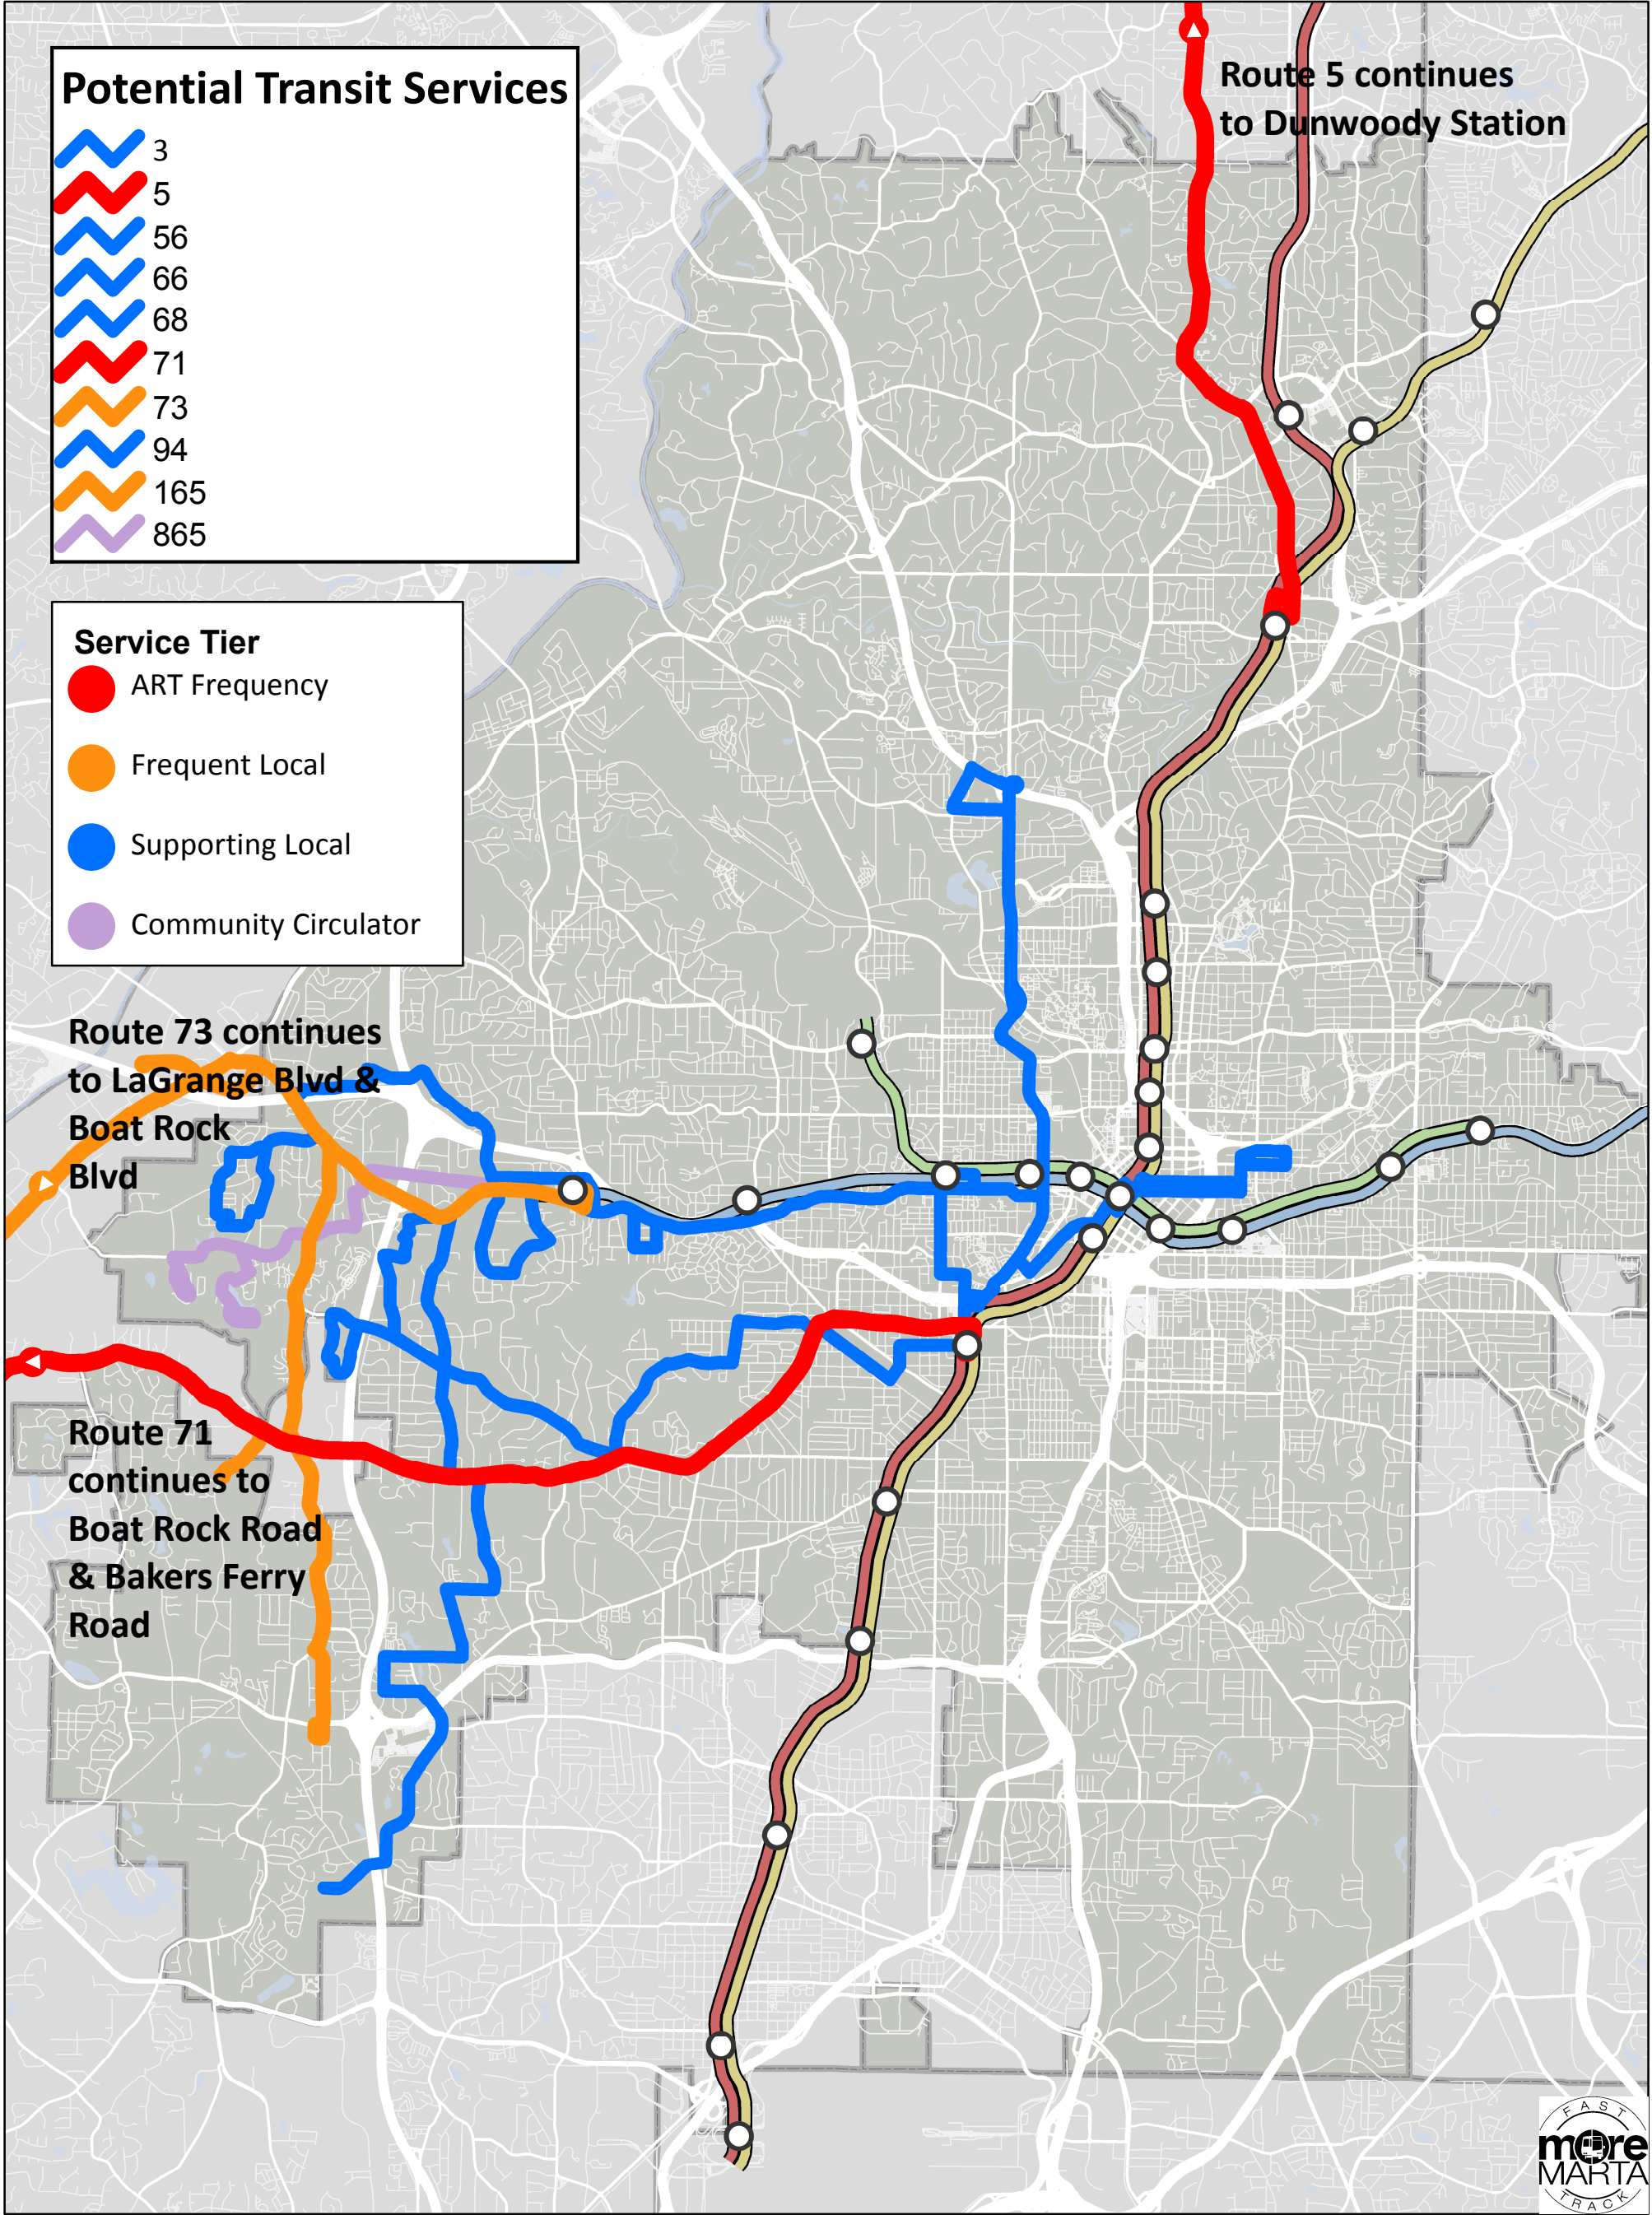 Potential Transit Services
3
5
56
66
68
71
73
94
165
865
Service Tier
ART Frequency
Frequent Local
Supporting Local
Community Circulator
Route 5 continues
to Dunwoody Station
Route 73 continues
to LaGrange Blvd &
Boat Rock
Blvd
Route 71
continues to
Boat Rock Road
& Bakers Ferry
Road
FAST
more
MARTA
TRACK